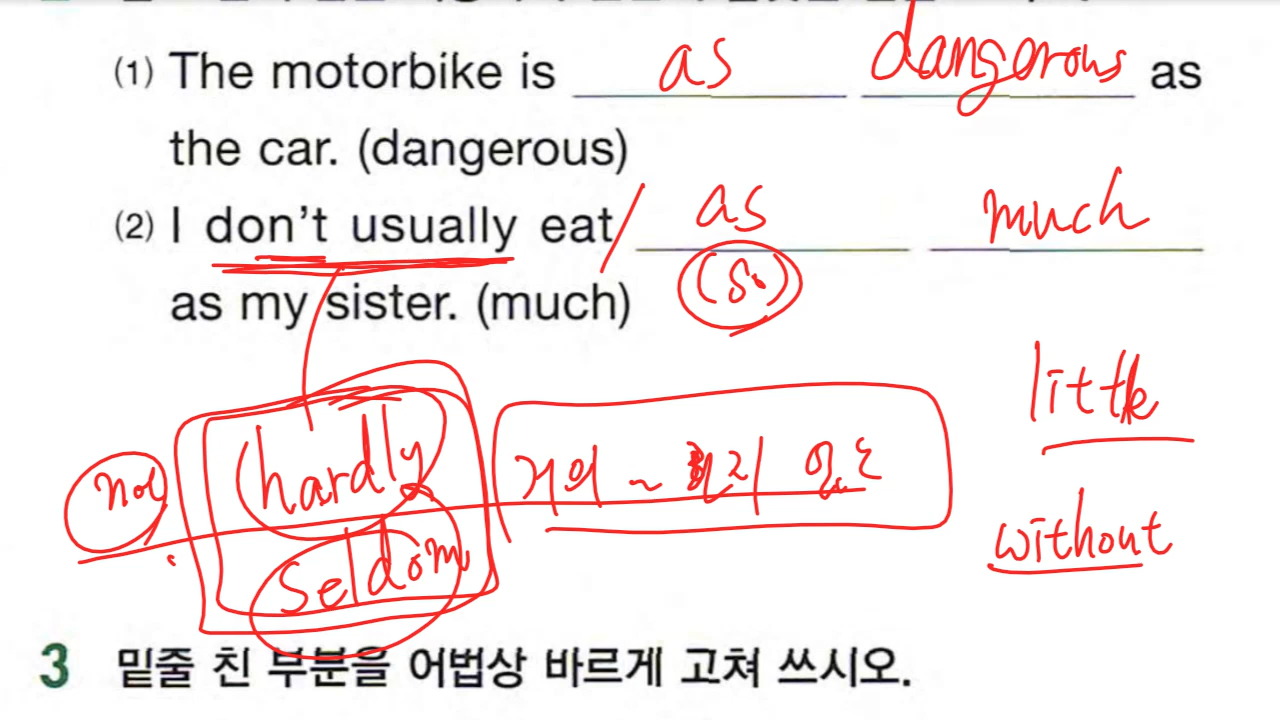 (1) The motorbike is as dangerous as
the car. (dangerous)
(2) I don't usually eat / as much
(so)
as my sister. (much)
little
not hardly 거의 ~ 하지 않는
without
seldom
3 밑줄 친 부분을 어법상 바르게 고쳐 쓰시오.